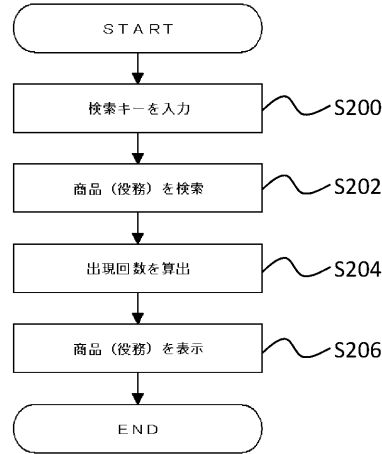 ＳＴＡＲＴ
検索キーを入力
S200
商品（役務）を検索
S202
出現回数を算出
S204
商品（役務）を表示
S206
ＥＮＤ